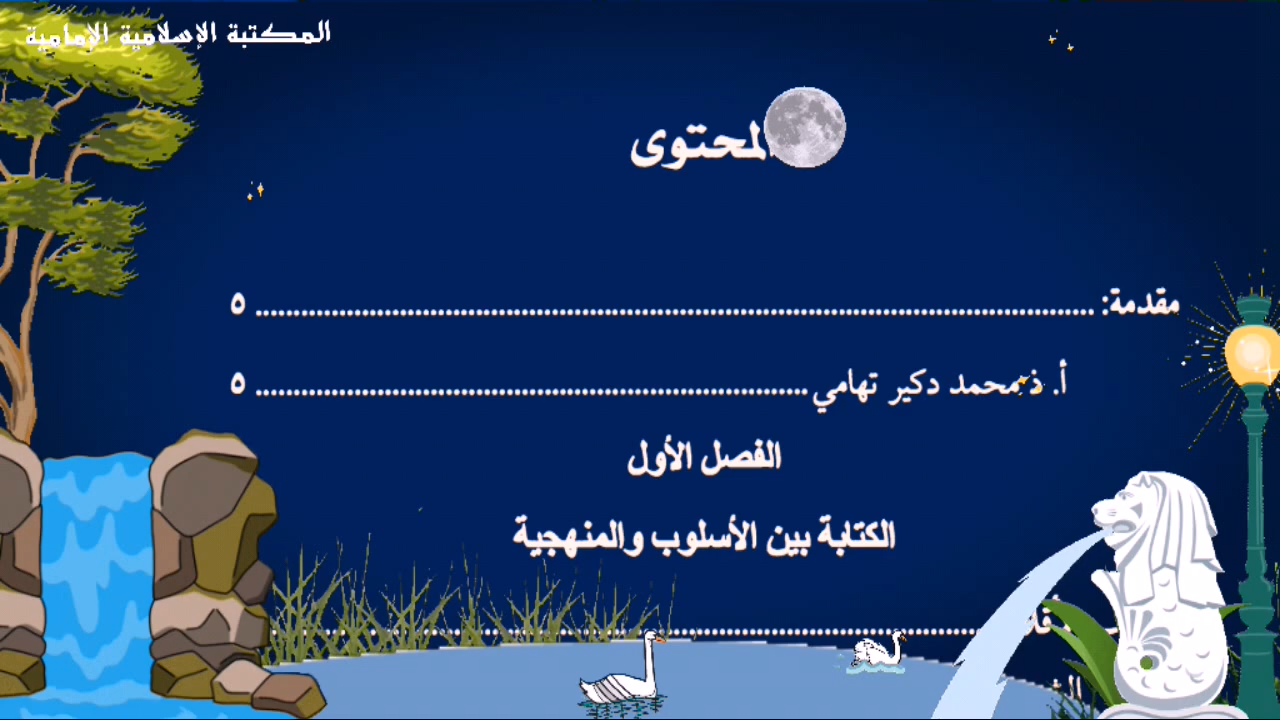 المكتبة الإسلامية الإمامية
المحتوى
مقدمة: ................................................ ٥
أ. ذ محمد دكير تهامي ................................ ٥
الفصل الأول
الكتابة بين الأسلوب والمنهجية